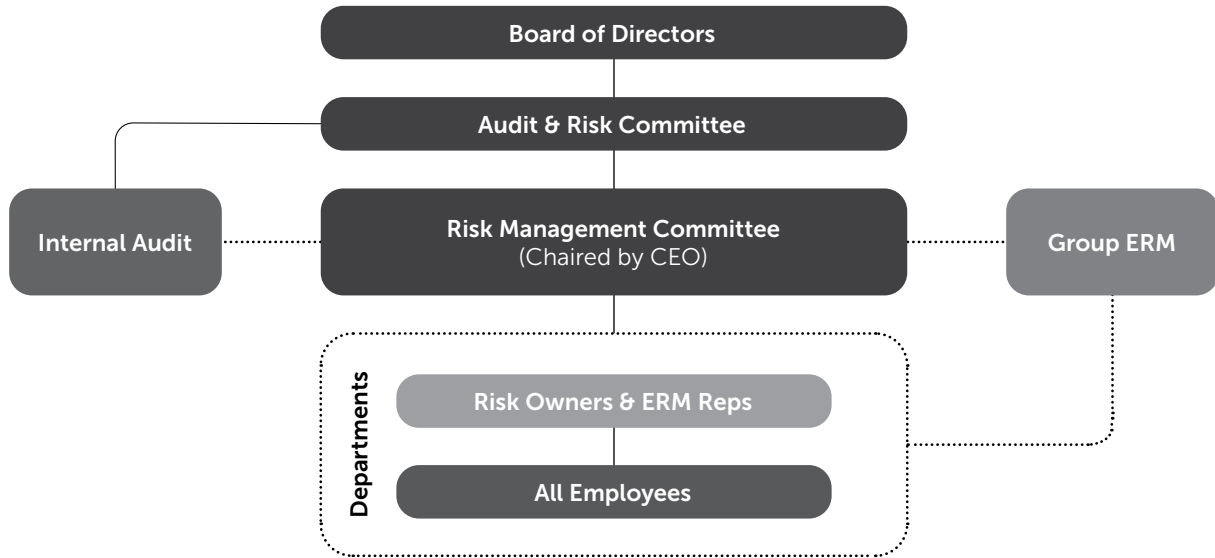 Board of Directors
Audit & Risk Committee
Internal Audit
Risk Management Committee
(Chaired by CEO)
Group ERM
Departments
Risk Owners & ERM Reps
All Employees